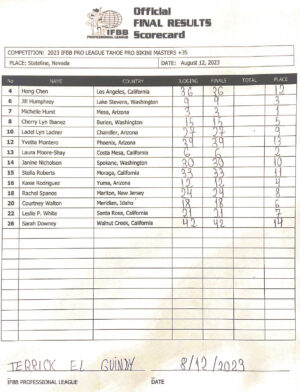 Official
FINAL RESULTS
Scorecard
IFBB
PROFESSIONAL LEAGUE
COMPETITION: 2023 IFBB PRO LEAGUE TAHOE PRO BIKINI MASTERS +35
PLACE: Stateline, Nevada DATE: August 12, 2023
No NAME COUNTRY JUDGING FINALS TOTAL PLACE
4 Hong Chen Los Angeles, California 36 36 12
6 Jill Humphrey Lake Stevens, Washington 9 9 3
7 Michelle Hurst Mesa, Arizona 3 3 1
8 Cherry Lyn Ibanez Burien, Washington 15 15 5
10 Ladel Lyn Ladner Chandler, Arizona 27 27 9
12 Yvette Montero Phoenix, Arizona 39 39 13
13 Laura Moore-Shay Costa Mesa, California 6 6 2
14 Janine Nicholson Spokane, Washington 30 30 10
15 Stella Roberts Moraga, California 33 33 11
16 Kasie Rodriguez Yuma, Arizona 12 12 4
18 Rachel Spanos Marlton, New Jersey 24 24 8
20 Courtney Walton Meridian, Idaho 18 18 6
22 Leslie P. White Santa Rosa, California 21 21 7
26 Sarah Downey Walnut Creek, California 42 42 14
TERRICK EL GUINDY 8/12/2023
IFBB PROFESSIONAL LEAGUE DATE